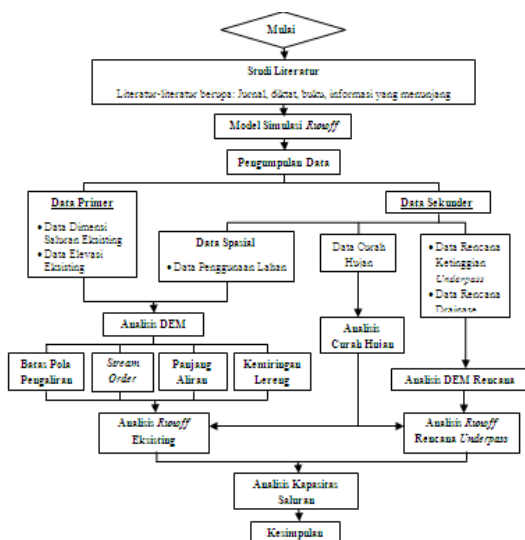 Mulai
Studi Literatur
Literatur-literatur berupa: Jurnal, diktat, buku, informasi yang menunjang
Model Simulasi Runoff
Pengumpulan Data
Data Primer
• Data Dimensi
Saluran Eksisting
• Data Elevasi
Eksisting
Data Sekunder
Data Spasial
• Data Penggunaan Lahan
Data Curah
Hujan
• Data Rencana
Ketinggian
Underpass
• Data Rencana
Drainase
Analisis DEM
Analisis
Curah Hujan
Batas Pola
Pengaliran
Stream
Order
Panjang
Aliran
Kemiringan
Lereng
Analisis DEM Rencana
Analisis Runoff
Eksisting
Analisis Runoff
Rencana Underpass
Analisis Kapasitas
Saluran
Kesimpulan